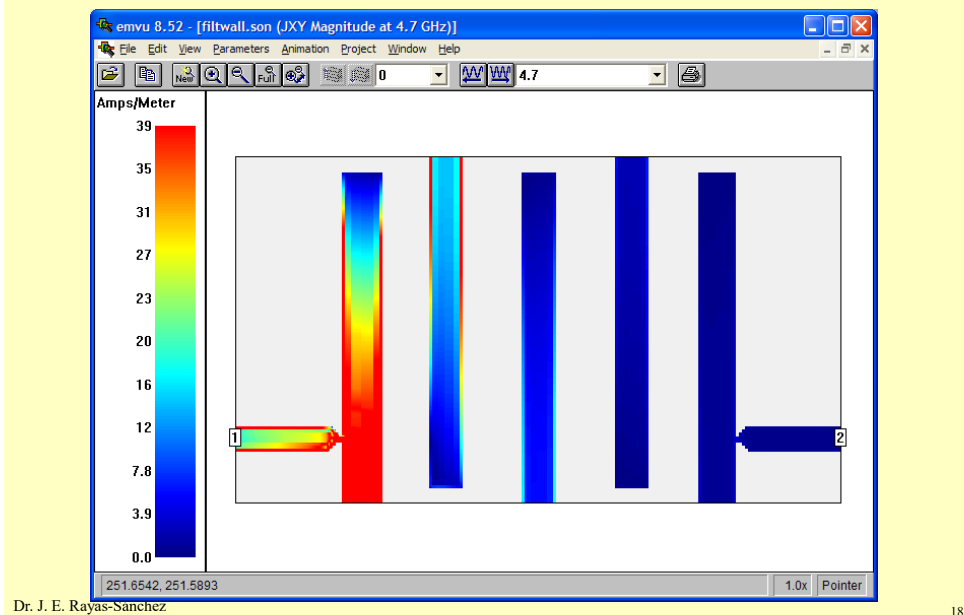 emvu 8.52 - [filtwall.son (JXY Magnitude at 4.7 GHz)]
File Edit View Parameters Animation Project Window Help
New Full 0 4.7
Amps/Meter
39
35
31
27
23
20
16
12
7.8
3.9
0.0
1
2
251.6542, 251.5893 1.0x Pointer
Dr. J. E. Rayas-Sánchez
18